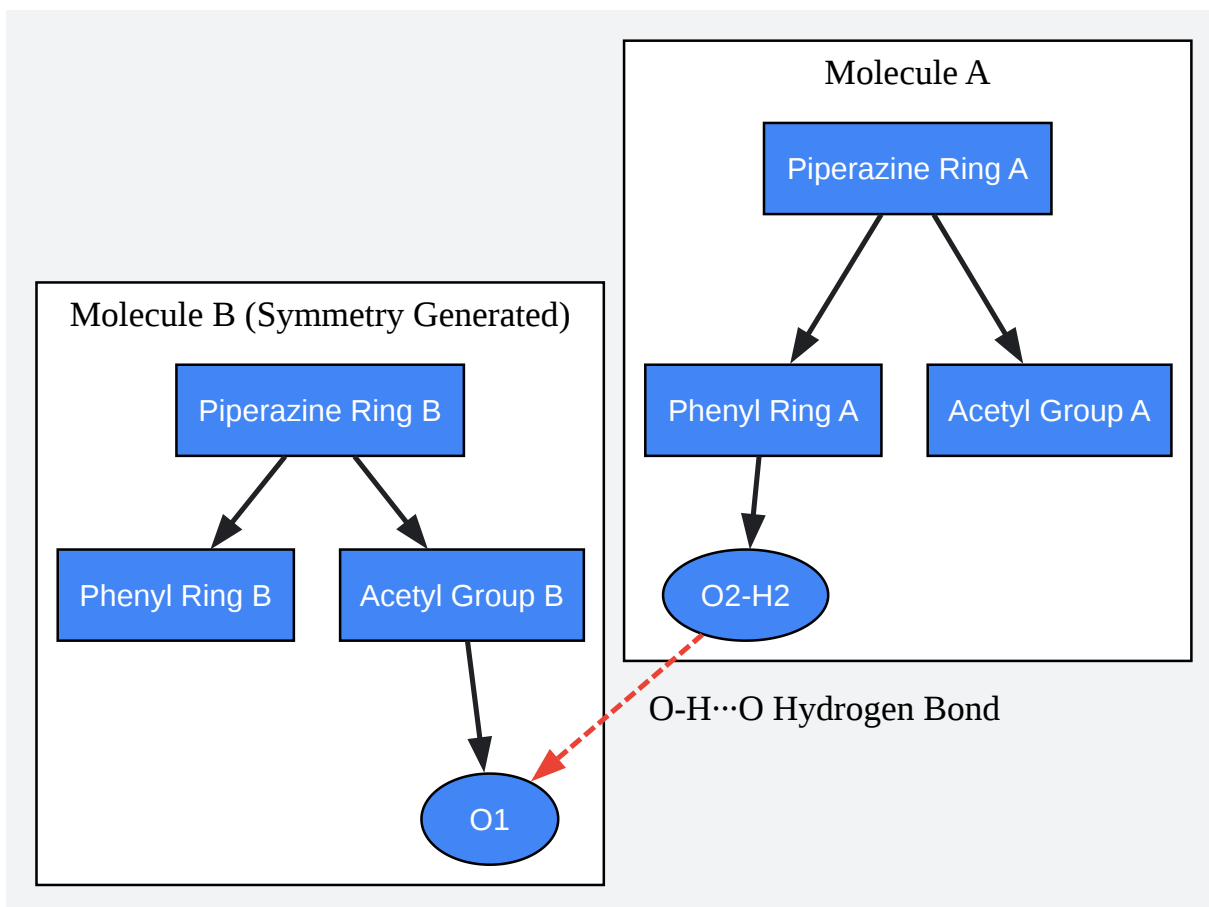 Molecule A
Piperazine Ring A
Phenyl Ring A
Acetyl Group A
O2-H2
Molecule B (Symmetry Generated)
Piperazine Ring B
Phenyl Ring B
Acetyl Group B
O1
O-H···O Hydrogen Bond